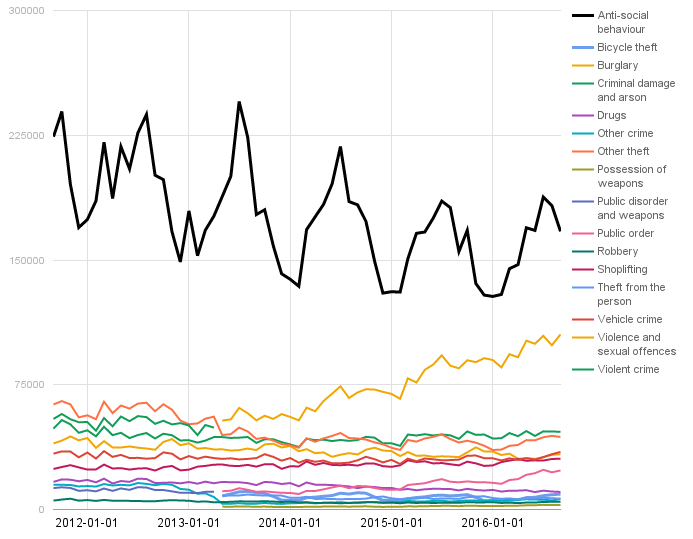 300000
225000
150000
75000
0
2012-01-01
2013-01-01
2014-01-01
2015-01-01
2016-01-01
Anti-social
behaviour
Bicycle theft
Burglary
Criminal damage
and arson
Drugs
Other crime
Other theft
Possession of
weapons
Public disorder
and weapons
Public order
Robbery
Shoplifting
Theft from the
person
Vehicle crime
Violence and
sexual offences
Violent crime